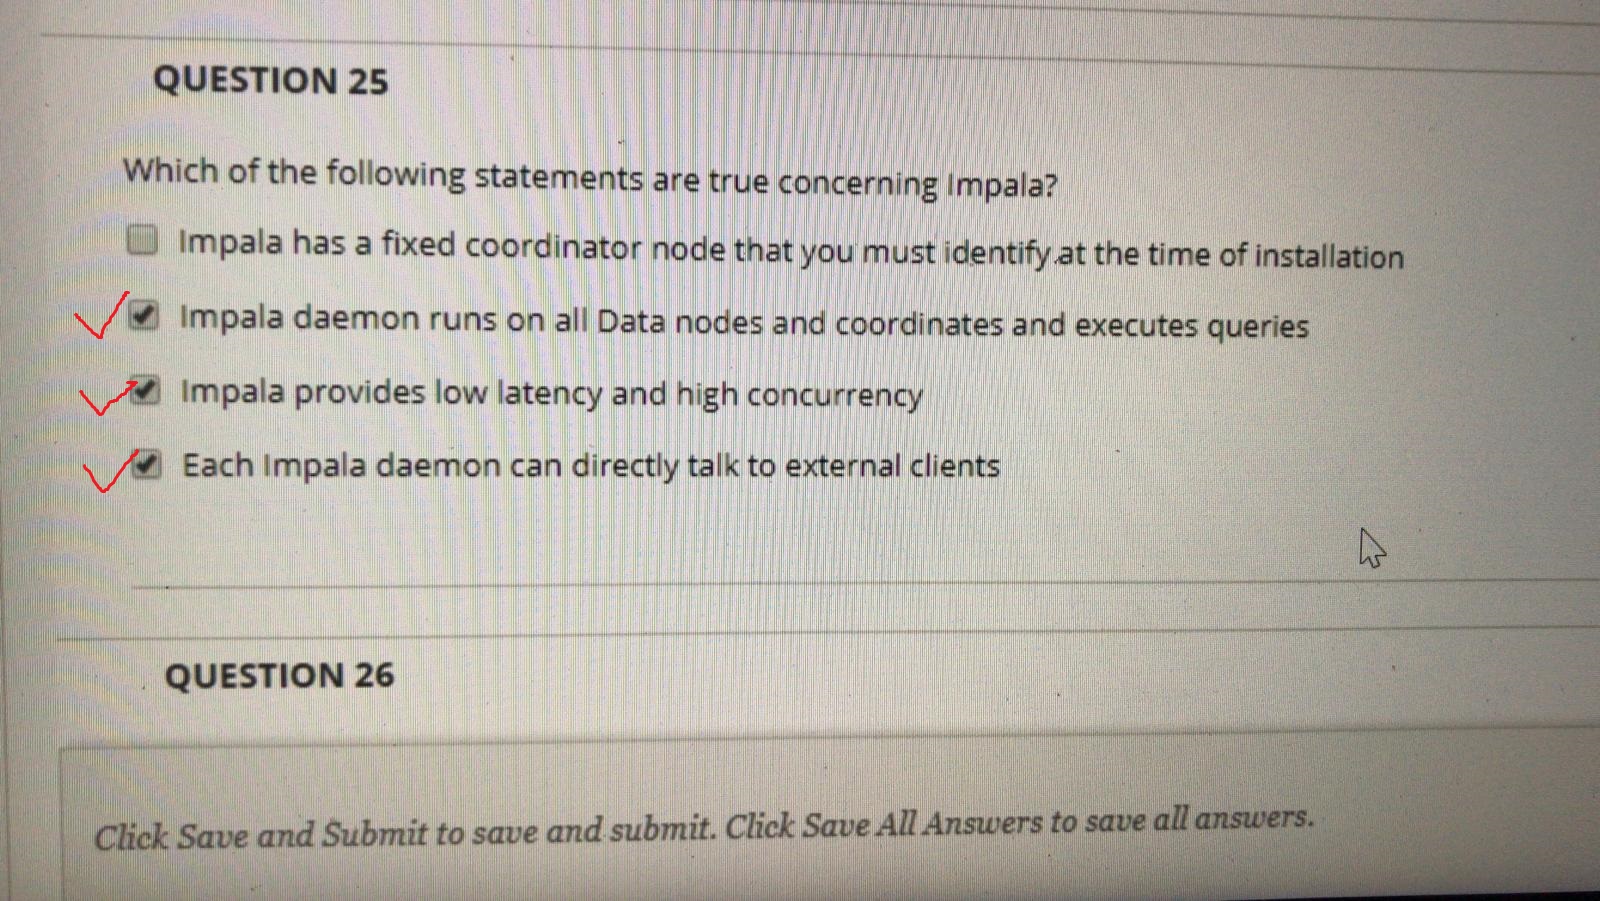 QUESTION 25
Which of the following statements are true concerning Impala?
Impala has a fixed coordinator node that you must identify at the time of installation
Impala daemon runs on all Data nodes and coordinates and executes queries
Impala provides low latency and high concurrency
Each Impala daemon can directly talk to external clients
QUESTION 26
Click Save and Submit to save and submit. Click Save All Answers to save all answers.